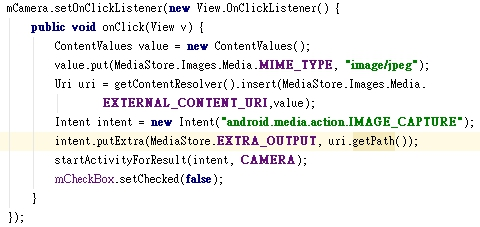 mCamera.setOnClickListener(new View.OnClickListener() {
    public void onClick(View v) {
        ContentValues value = new ContentValues();
        value.put(MediaStore.Images.Media.MIME_TYPE, "image/jpeg");
        Uri uri = getContentResolver().insert(MediaStore.Images.Media.
                EXTERNAL_CONTENT_URI,value);
        Intent intent = new Intent("android.media.action.IMAGE_CAPTURE");
        intent.putExtra(MediaStore.EXTRA_OUTPUT, uri.getPath());
        startActivityForResult(intent, CAMERA);
        mCheckBox.setChecked(false);
    }
});